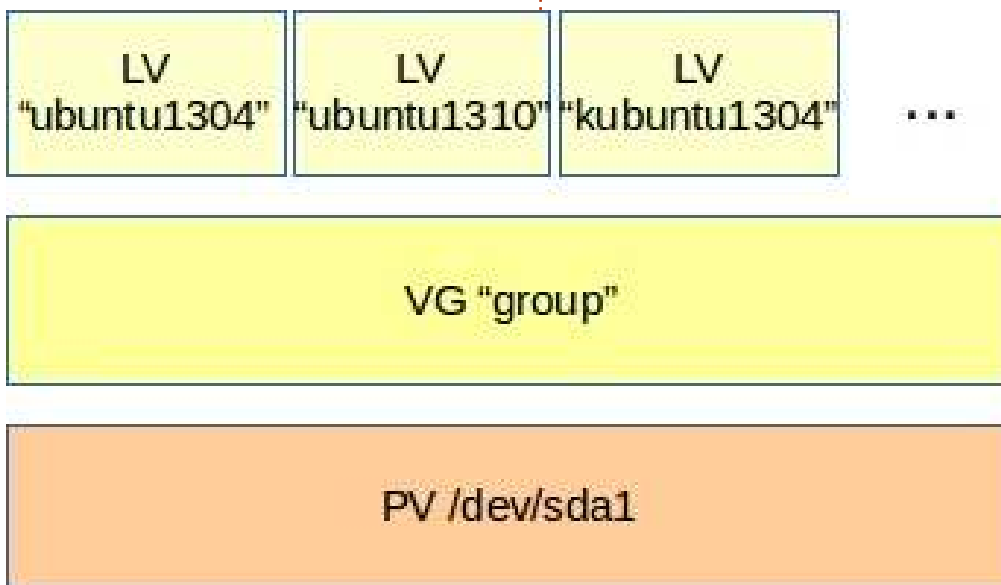 LV
“ubuntu1304”
LV
“ubuntu1310”
LV
“kubuntu1304”
...
VG “group”
PV /dev/sda1